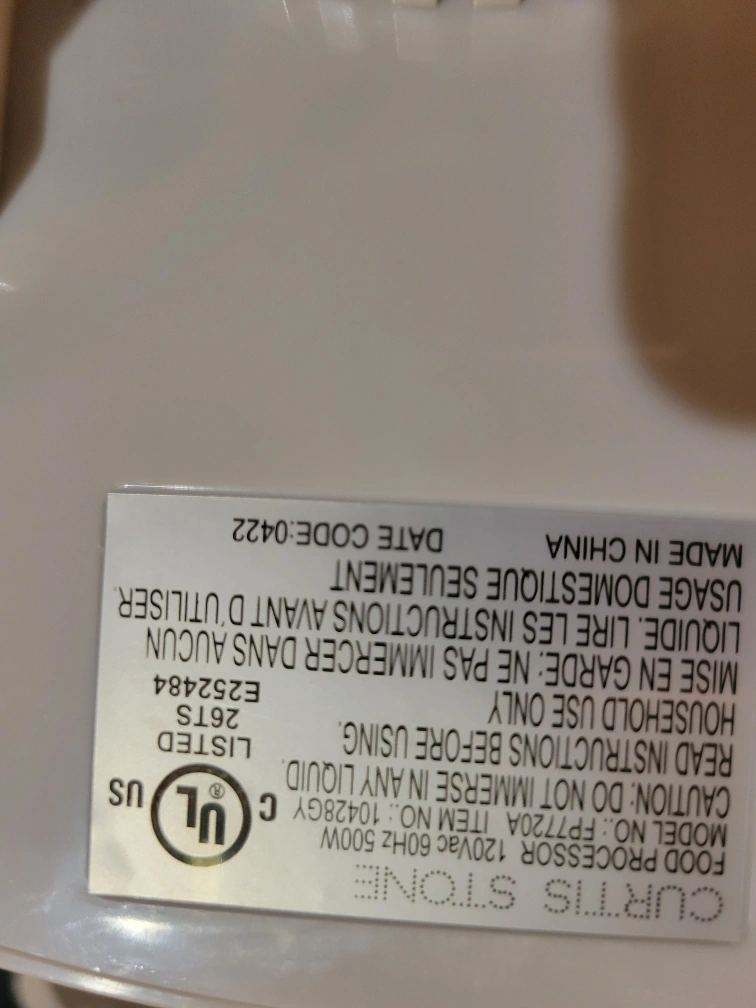 CURTIS STONE
FOOD PROCESSOR 120Vac 60Hz 500W
MODEL NO.: FP7720A ITEM NO.: 10428GY
CAUTION: DO NOT IMMERSE IN ANY LIQUID.
READ INSTRUCTIONS BEFORE USING.
HOUSEHOLD USE ONLY
MISE EN GARDE: NE PAS IMMERCER DANS AUCUN
LIQUIDE. LIRE LES INSTRUCTIONS AVANT D'UTILISER.
USAGE DOMESTIQUE SEULEMENT
MADE IN CHINA DATE CODE:0422
C UL ® US
LISTED
26TS
E252484